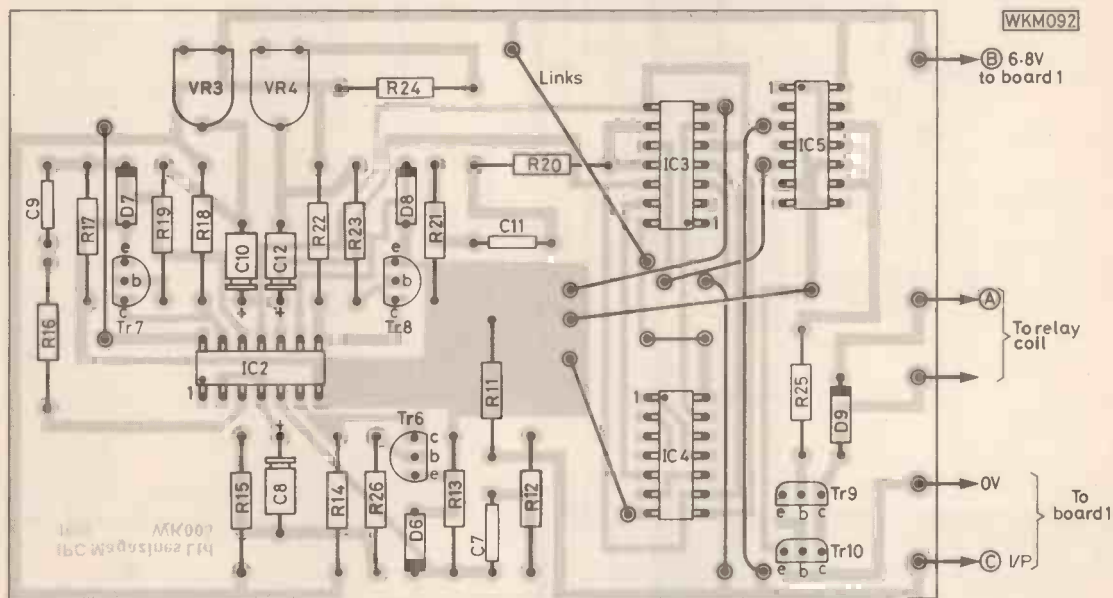 WKM092
B 6·8V
to board 1
VR3
VR4
R24
Links
1
IC3
IC5
R20
1
C9
R17
D7
R19
R18
C10
C12
R22
R23
D8
R21
C11
e
b
c
Tr7
+
+
e
b
c
Tr8
A
To relay
coil
R16
IC2
1
R11
1
IC4
R25
D9
Tr6
c
b
e
+
R15
C8
R14
R26
D6
R13
C7
R12
Tr9
e b c
Tr10
e b c
0V
To
board 1
C I/P
WK003
IPC Magazines Ltd